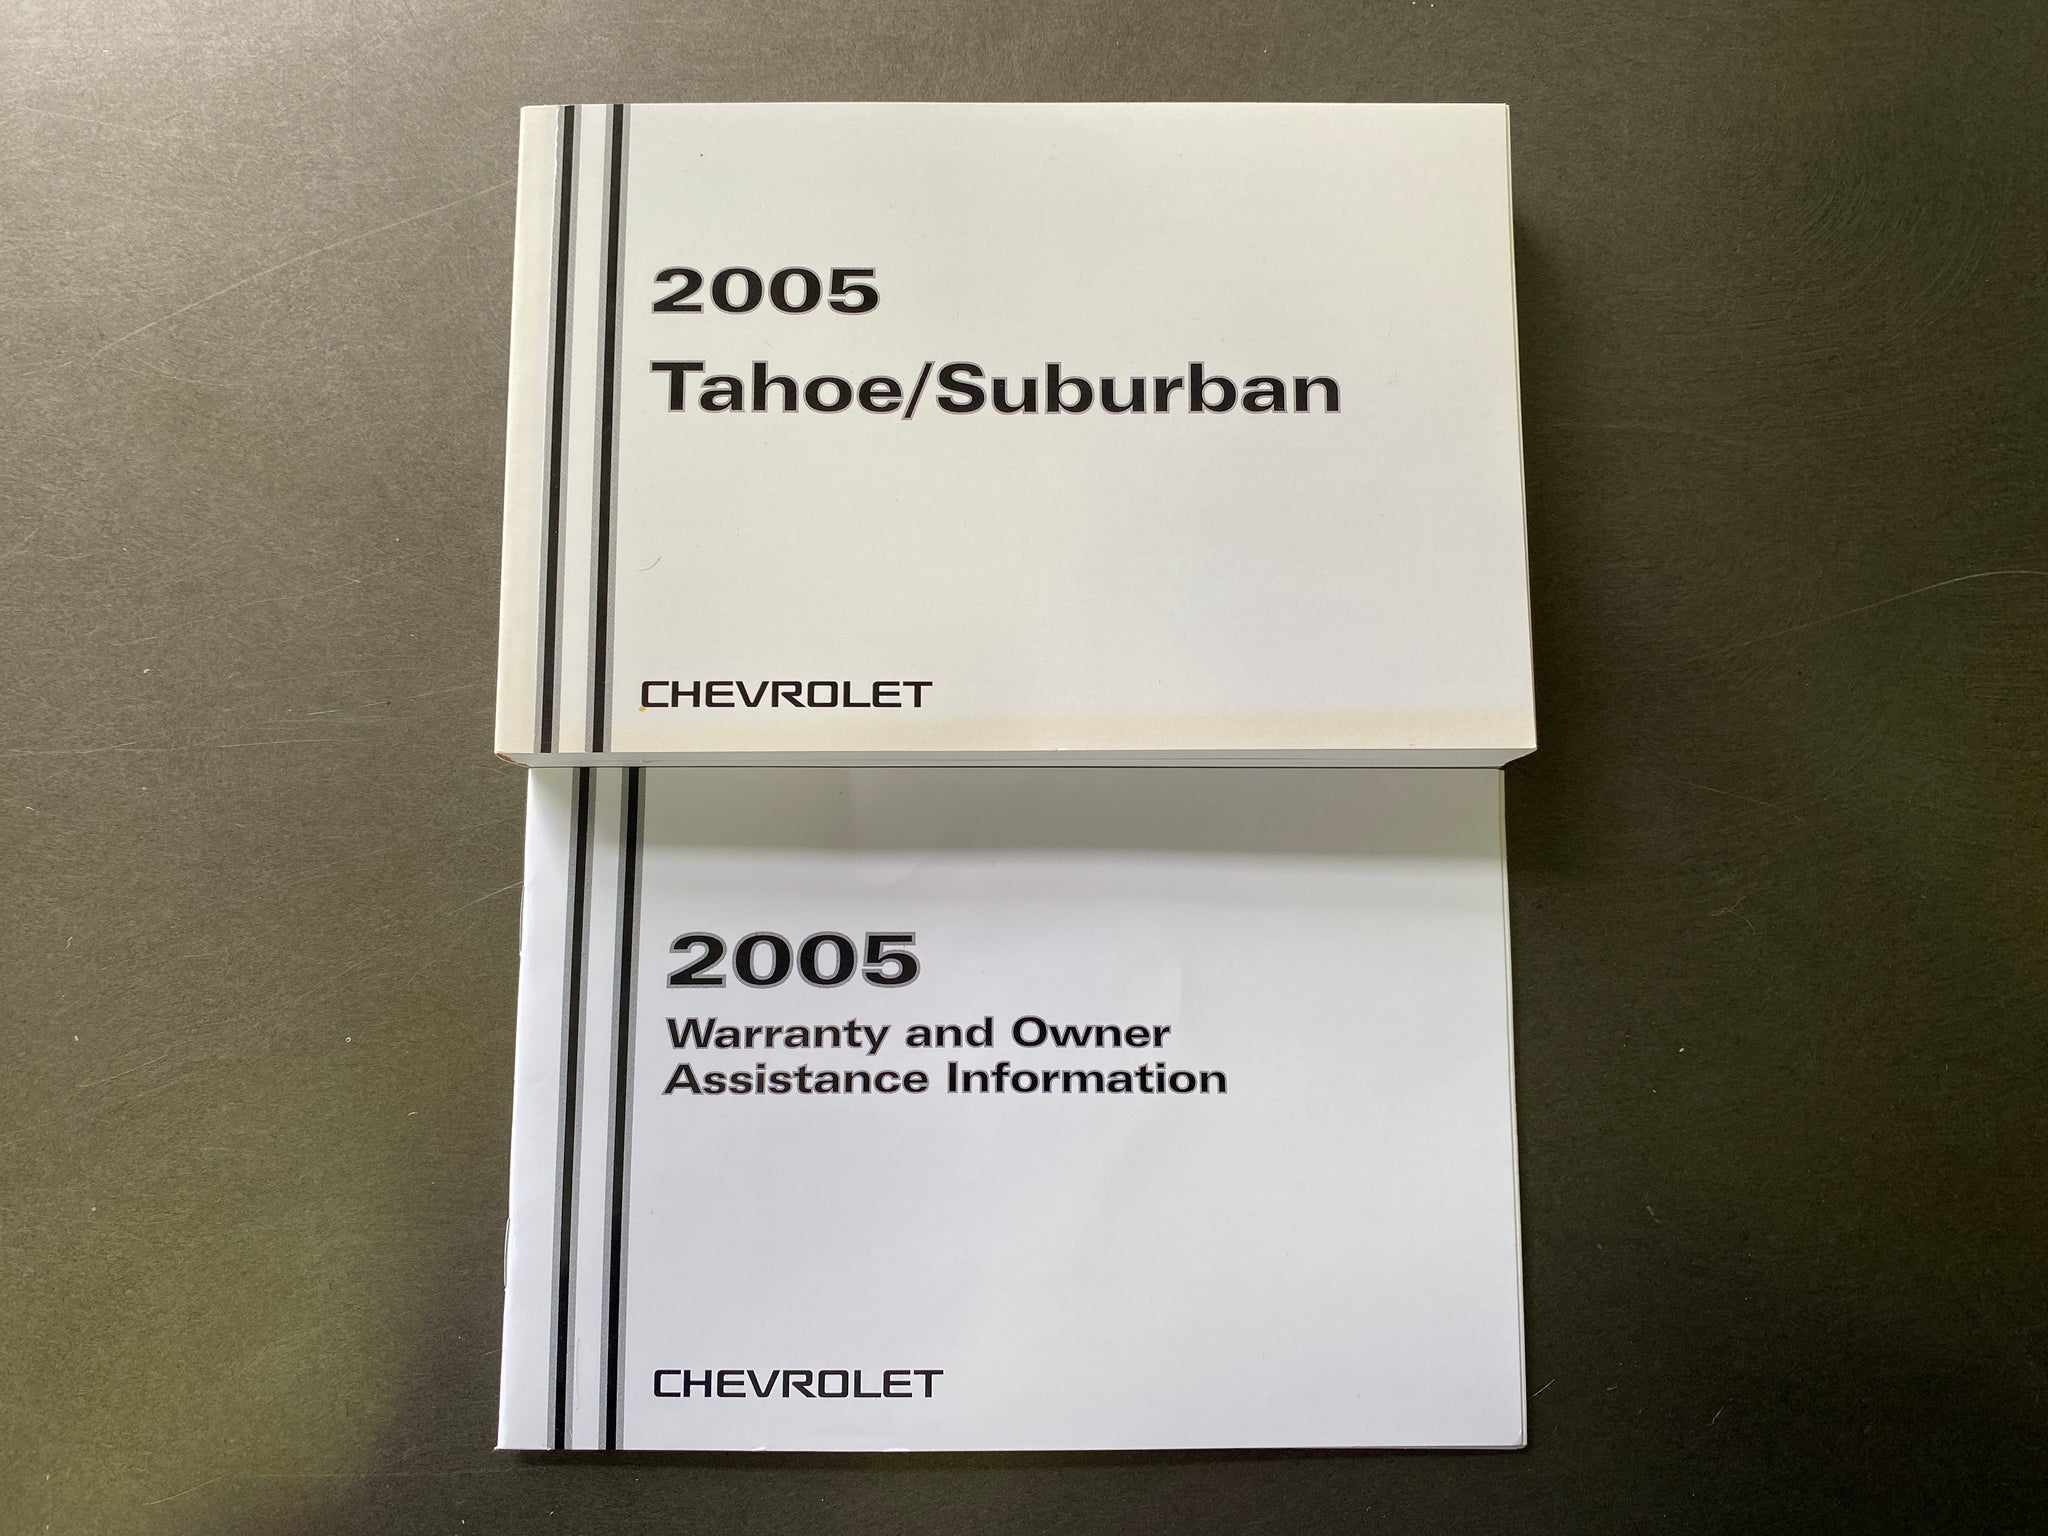 2005
Tahoe/Suburban
CHEVROLET
2005
Warranty and Owner
Assistance Information
CHEVROLET